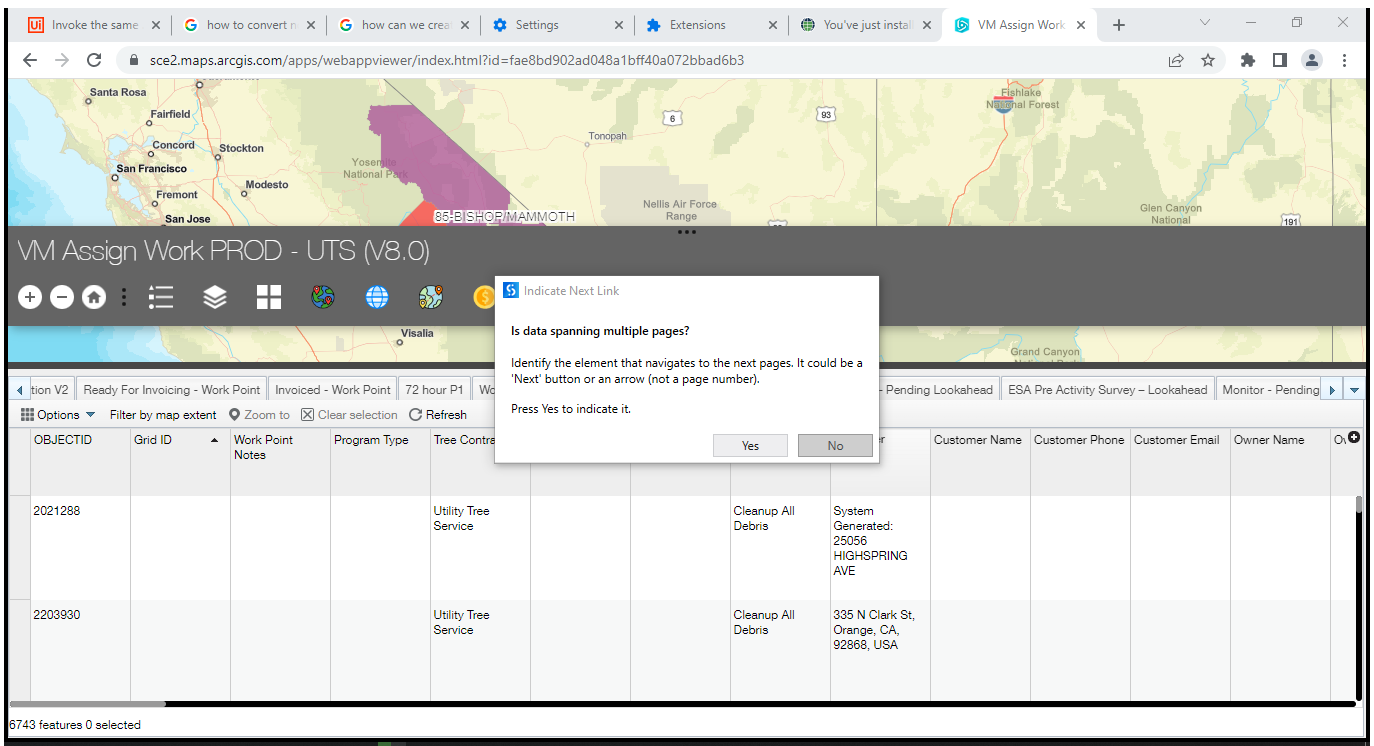 Invoke the same
how to convert n
how can we crea
Settings
Extensions
You've just instal
VM Assign Work
sce2.maps.arcgis.com/apps/webappviewer/index.html?id=fae8bd902ad048a1bff40a072bbad6b3
Santa Rosa
Fairfield
Concord
Stockton
San Francisco
Modesto
Fremont
San Jose
Yosemite
National Park
Tonopah
6
93
Fishlake
National Forest
Nellis Air Force
Range
Glen Canyon
National
191
85-BISHOP/MAMMOTH
VM Assign Work PROD - UTS (V8.0)
Visalia
Grand Canyon
Indicate Next Link
Is data spanning multiple pages?
Identify the element that navigates to the next pages. It could be a
'Next' button or an arrow (not a page number).
Press Yes to indicate it.
Yes No
tion V2 Ready For Invoicing - Work Point Invoiced - Work Point 72 hour P1 Wo - Pending Lookahead ESA Pre Activity Survey – Lookahead Monitor - Pending
Options Filter by map extent Zoom to Clear selection Refresh
OBJECTID Grid ID Work Point Program Type Tree Contra er Customer Name Customer Phone Customer Email Owner Name
Notes
2021288 Utility Tree Cleanup All System
Service Debris Generated:
25056
HIGHSPRING
AVE
2203930 Utility Tree Cleanup All 335 N Clark St,
Service Debris Orange, CA,
92868, USA
6743 features 0 selected